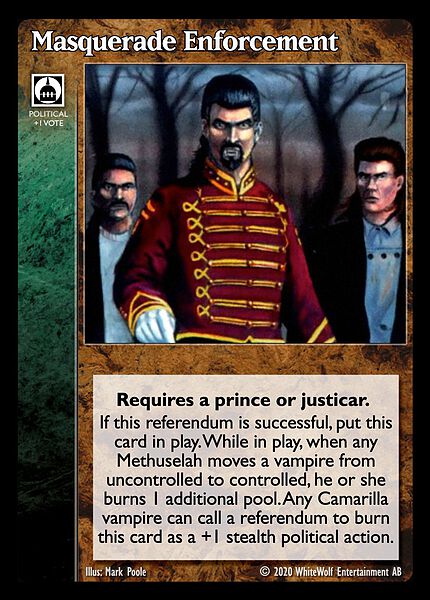 Masquerade Enforcement
POLITICAL
+1 VOTE
Requires a prince or justicar.
If this referendum is successful, put this
card in play. While in play, when any
Methuselah moves a vampire from
uncontrolled to controlled, he or she
burns 1 additional pool. Any Camarilla
vampire can call a referendum to burn
this card as a +1 stealth political action.
Illus: Mark Poole
© 2020 WhiteWolf Entertainment AB